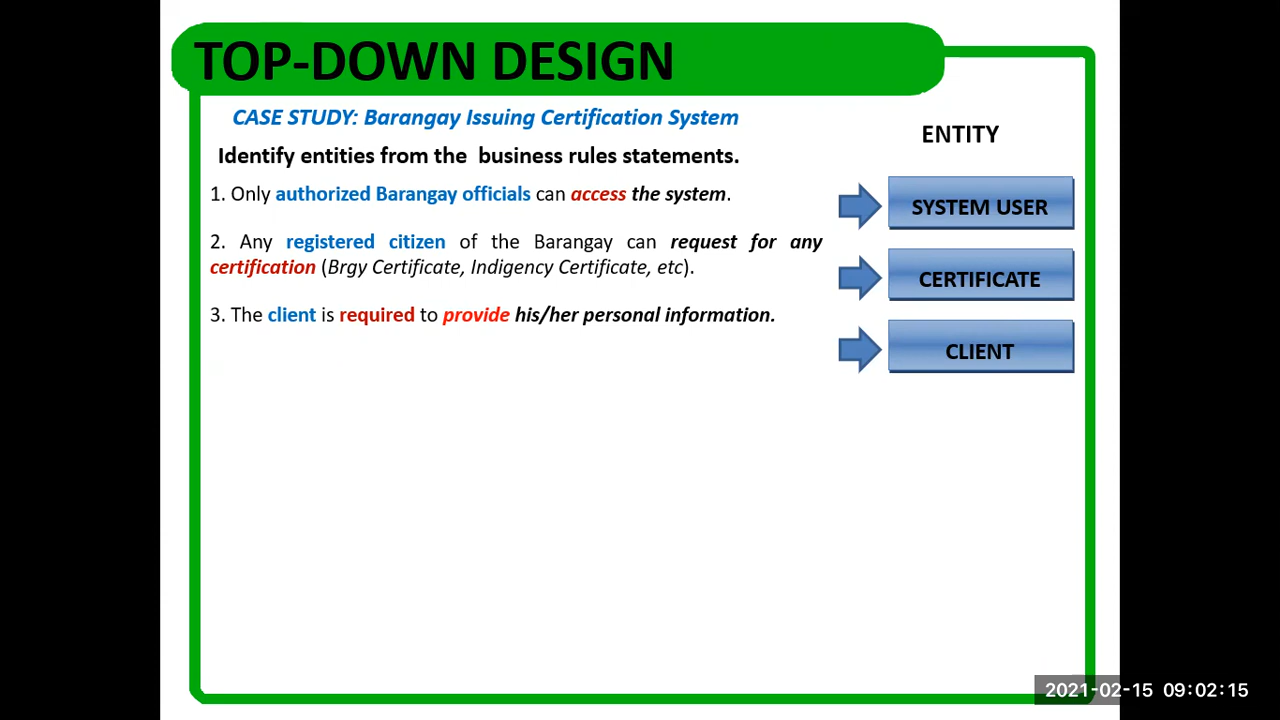 TOP-DOWN DESIGN
CASE STUDY: Barangay Issuing Certification System
Identify entities from the business rules statements.
ENTITY
1. Only authorized Barangay officials can access the system.
SYSTEM USER
2. Any registered citizen of the Barangay can request for any
certification (Brgy Certificate, Indigency Certificate, etc).
CERTIFICATE
3. The client is required to provide his/her personal information.
CLIENT
2021-02-15 09:02:15